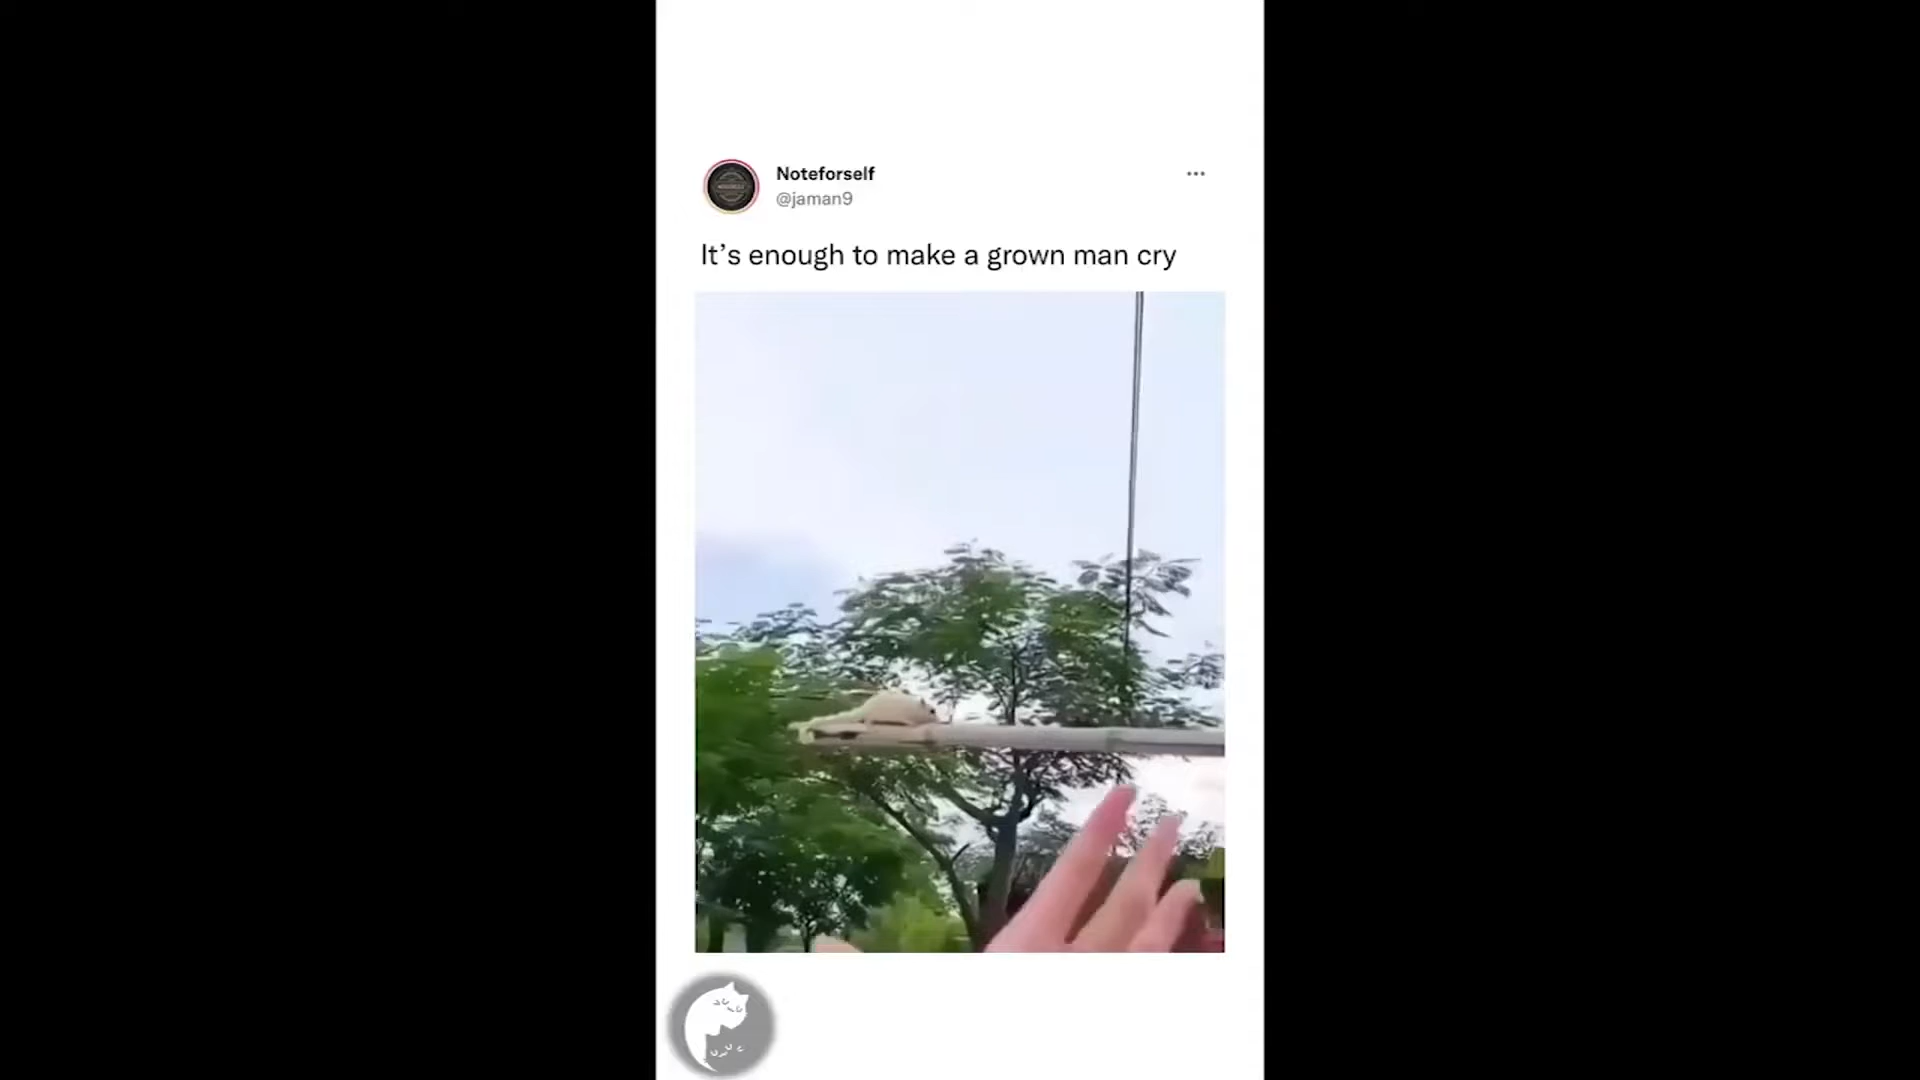 Noteforself
@jaman9
It’s enough to make a grown man cry